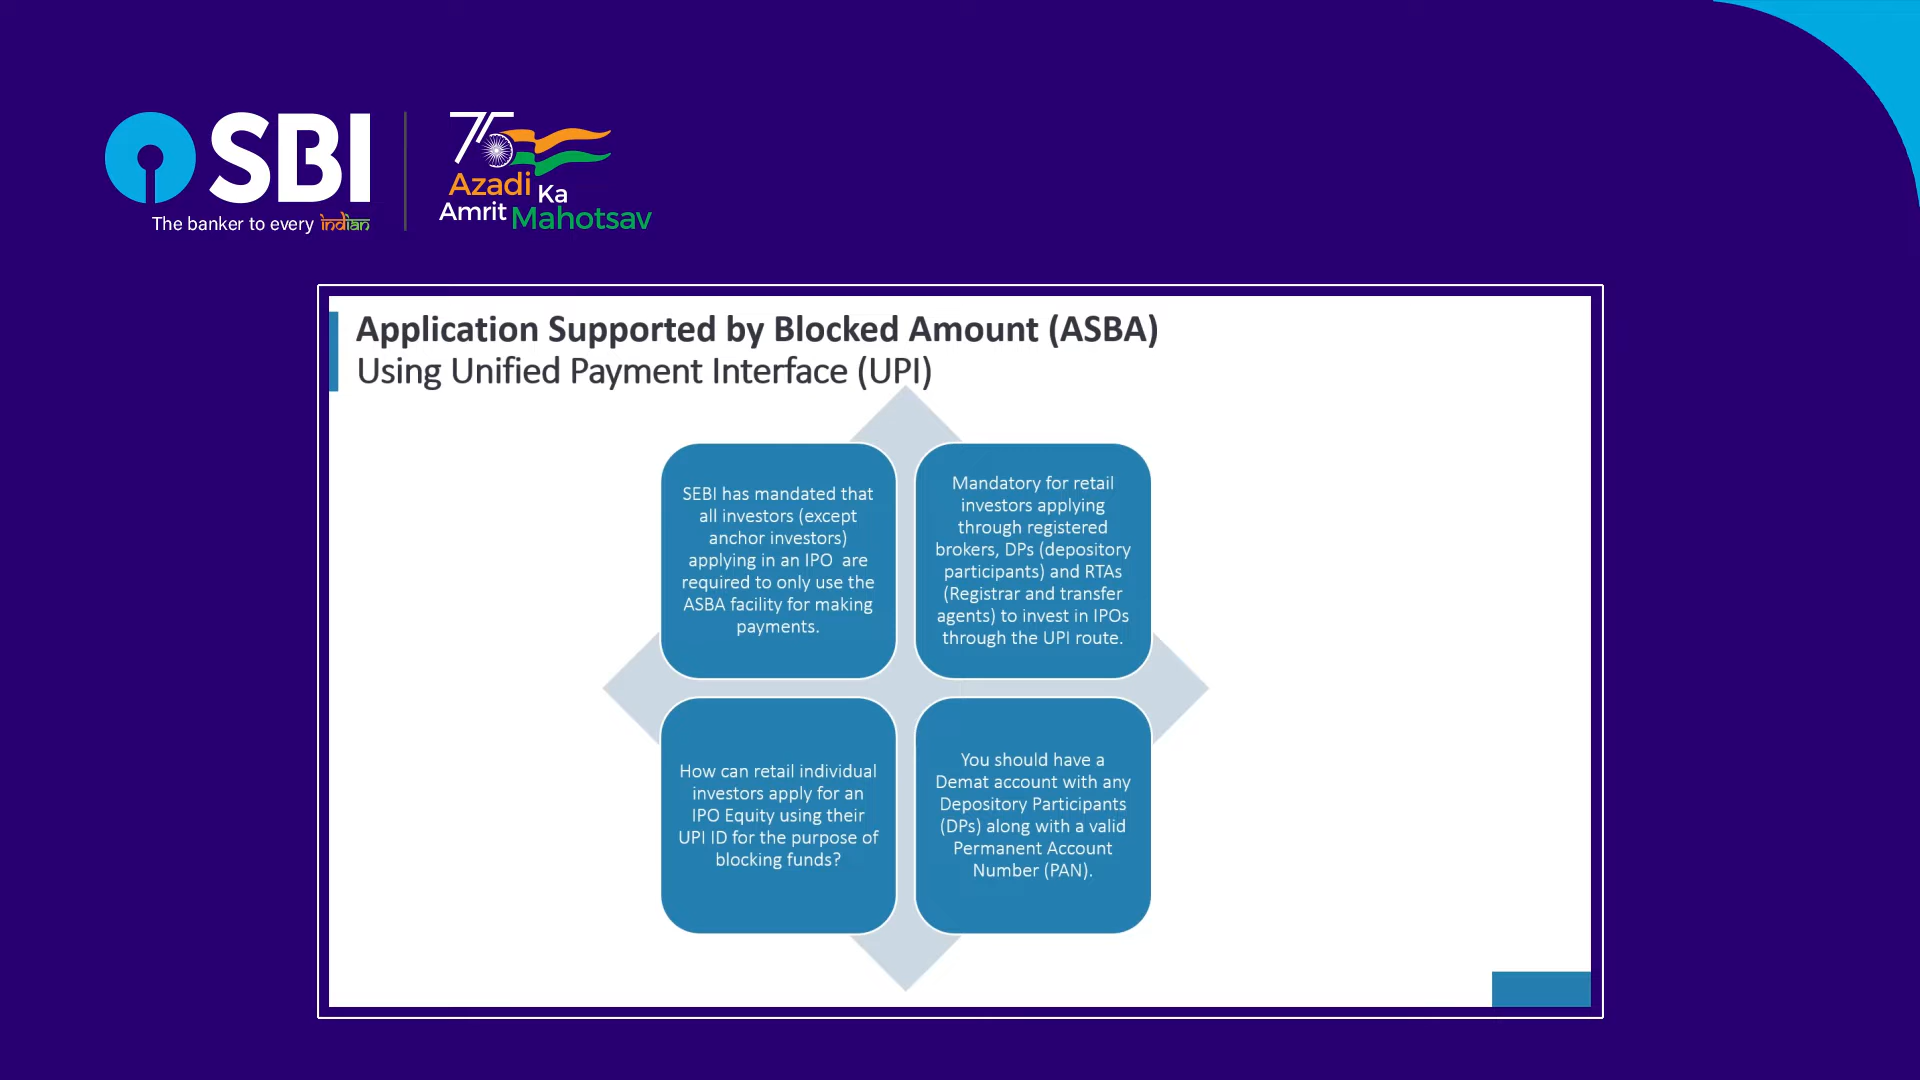 SBI
The banker to every indian
75
Azadi Ka
Amrit Mahotsav
Application Supported by Blocked Amount (ASBA)
Using Unified Payment Interface (UPI)
SEBI has mandated that
all investors (except
anchor investors)
applying in an IPO are
required to only use the
ASBA facility for making
payments.
Mandatory for retail
investors applying
through registered
brokers, DPs (depository
participants) and RTAs
(Registrar and transfer
agents) to invest in IPOs
through the UPI route.
How can retail individual
investors apply for an
IPO Equity using their
UPI ID for the purpose of
blocking funds?
You should have a
Demat account with any
Depository Participants
(DPs) along with a valid
Permanent Account
Number (PAN).